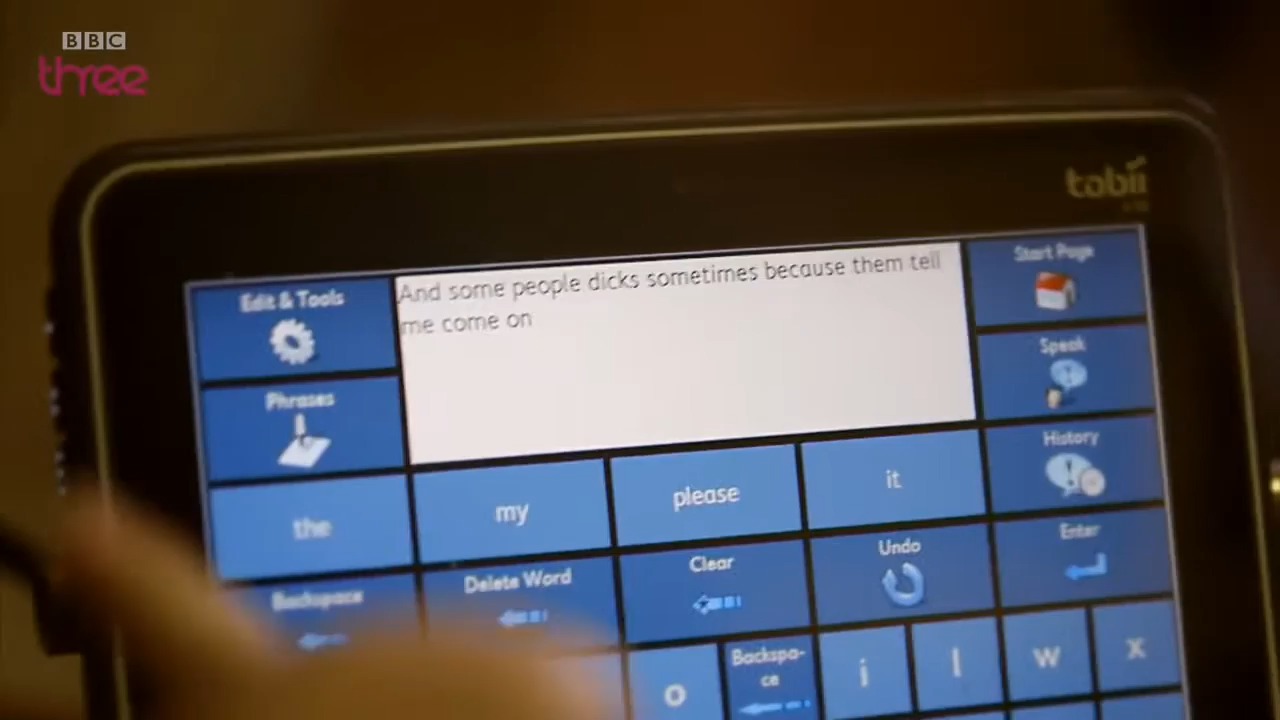 BBC
three
tobii
Edit & Tools
And some people dicks sometimes because them tell
me come on
Start Page
Speak
Phrases
History
the
my
please
it
Backspace
Delete Word
Clear
Undo
Enter
o
Backspa-
ce
i
l
w
x